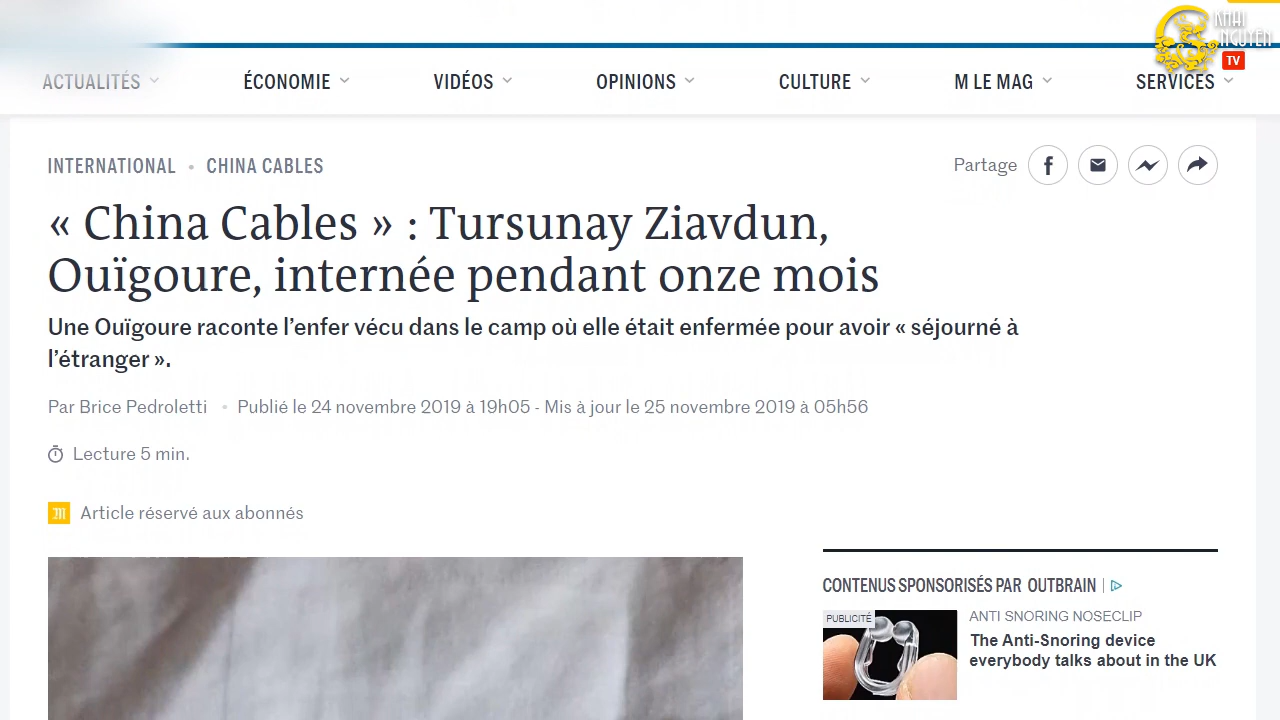 KHAI
NGUYÊN
TV
ACTUALITÉS
ÉCONOMIE
VIDÉOS
OPINIONS
CULTURE
M LE MAG
SERVICES
INTERNATIONAL • CHINA CABLES
Partage
« China Cables » : Tursunay Ziavdun,
Ouïgoure, internée pendant onze mois
Une Ouïgoure raconte l’enfer vécu dans le camp où elle était enfermée pour avoir « séjourné à
l’étranger ».
Par Brice Pedroletti • Publié le 24 novembre 2019 à 19h05 - Mis à jour le 25 novembre 2019 à 05h56
Lecture 5 min.
M Article réservé aux abonnés
CONTENUS SPONSORISÉS PAR OUTBRAIN
PUBLICITÉ
ANTI SNORING NOSECLIP
The Anti-Snoring device
everybody talks about in the UK